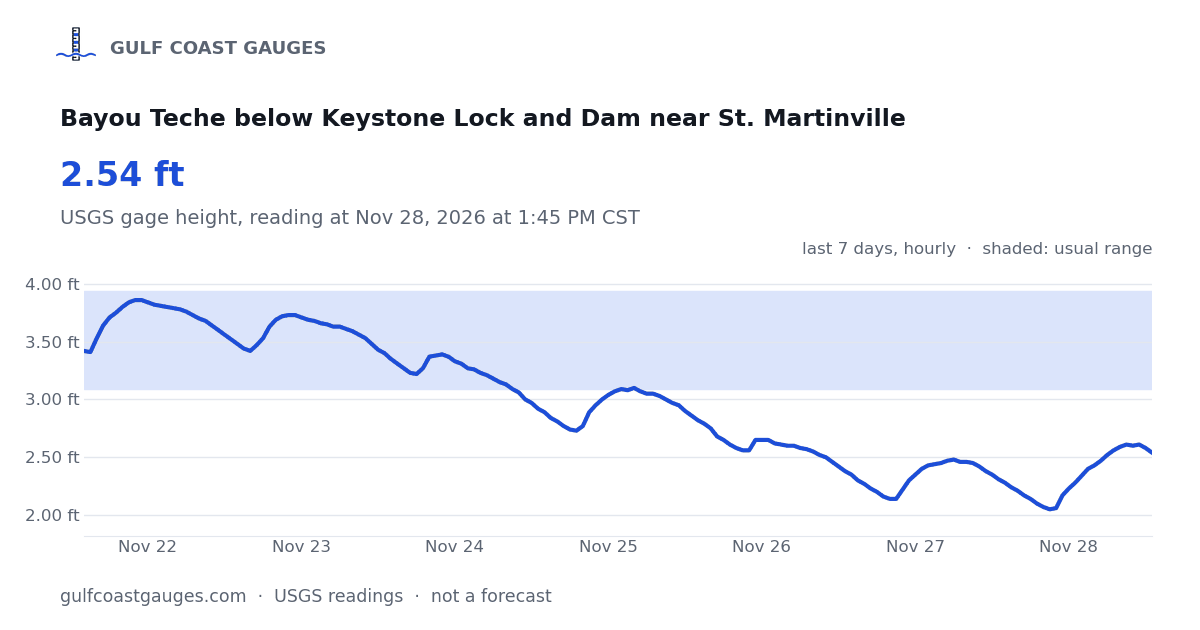 GULF COAST GAUGES
Bayou Teche below Keystone Lock and Dam near St. Martinville
2.54 ft
USGS gage height, reading at Nov 28, 2026 at 1:45 PM CST
last 7 days, hourly · shaded: usual range
4.00 ft
3.50 ft
3.00 ft
2.50 ft
2.00 ft
Nov 22 Nov 23 Nov 24 Nov 25 Nov 26 Nov 27 Nov 28
gulfcoastgauges.com · USGS readings · not a forecast